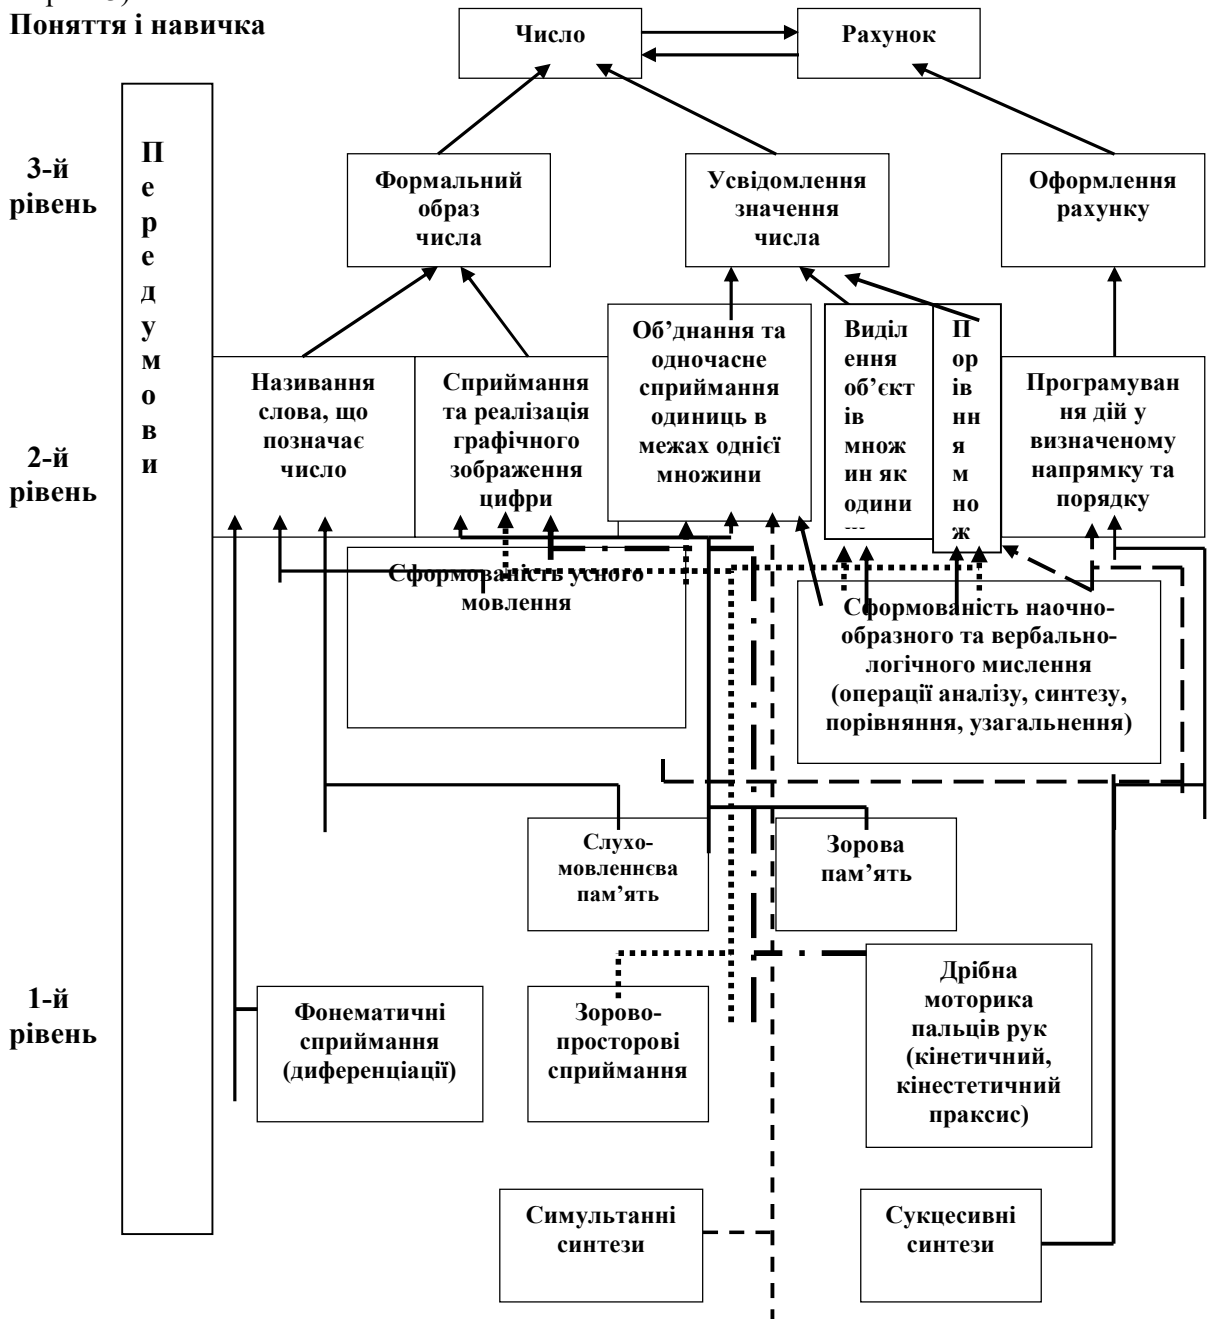 Поняття і навичка
Число
Рахунок
Передумови
3-й
рівень
Формальний
образ
числа
Усвідомлення
значення
числа
Оформлення
рахунку
2-й
рівень
Називання
слова, що
позначає
число
Сприймання
та реалізація
графічного
зображення
цифри
Об’днання та
одночасне
сприймання
одиниць в
межах однієї
множини
Виділ
ення
об’єкт
ів
множ
ин як
одини
П
орі
вн
нн
я
м
но
ж
Програмуван
ня дій у
визначеному
напрямку та
порядку
Сформованість усного
мовлення
Сформованість наочно-
образного та вербально-
логічного мислення
(операції аналізу, синтезу,
порівняння, узагальнення)
Слухо-
мовленнєва
пам’ять
Зорова
пам’ять
1-й
рівень
Фонематичні
сприймання
(диференціації)
Зорово-
просторові
сприймання
Дрібна
моторика
пальців рук
(кінетичний,
кінестетичний
праксис)
Симультанні
синтези
Сукцесивні
синтези